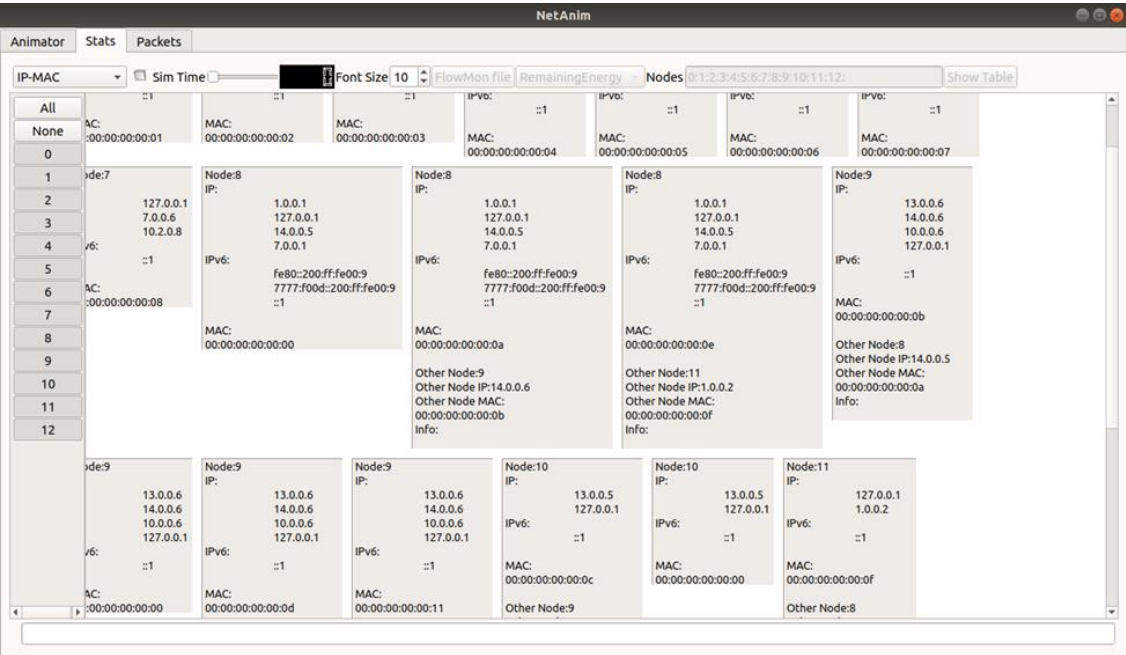 NetAnim
Animator Stats Packets
IP-MAC Sim Time Font Size 10 FlowMon file RemainingEnergy Nodes 0:1:2:3:4:5:6:7:8:9:10:11:12: Show Table
All
None
0
1
2
3
4
5
6
7
8
9
10
11
12
::1
AC:
:00:00:00:00:01
::1
MAC:
00:00:00:00:00:02
::1
MAC:
00:00:00:00:00:03
IPv6:
::1
MAC:
00:00:00:00:00:04
IPv6:
::1
MAC:
00:00:00:00:00:05
IPv6:
::1
MAC:
00:00:00:00:00:06
IPv6:
::1
MAC:
00:00:00:00:00:07
ode:7
127.0.0.1
7.0.0.6
10.2.0.8
v6:
::1
AC:
:00:00:00:00:08
Node:8
IP:
1.0.0.1
127.0.0.1
14.0.0.5
7.0.0.1
IPv6:
fe80::200:ff:fe00:9
7777:f00d::200:ff:fe00:9
::1
MAC:
00:00:00:00:00:00
Node:8
IP:
1.0.0.1
127.0.0.1
14.0.0.5
7.0.0.1
IPv6:
fe80::200:ff:fe00:9
7777:f00d::200:ff:fe00:9
::1
MAC:
00:00:00:00:00:0a
Other Node:9
Other Node IP:14.0.0.6
Other Node MAC:
00:00:00:00:00:0b
Info:
Node:8
IP:
1.0.0.1
127.0.0.1
14.0.0.5
7.0.0.1
IPv6:
fe80::200:ff:fe00:9
7777:f00d::200:ff:fe00:9
::1
MAC:
00:00:00:00:00:0e
Other Node:11
Other Node IP:1.0.0.2
Other Node MAC:
00:00:00:00:00:0f
Info:
Node:9
IP:
13.0.0.6
14.0.0.6
10.0.0.6
127.0.0.1
IPv6:
::1
MAC:
00:00:00:00:00:0b
Other Node:8
Other Node IP:14.0.0.5
Other Node MAC:
00:00:00:00:00:0a
Info:
ode:9
13.0.0.6
14.0.0.6
10.0.0.6
127.0.0.1
v6:
::1
AC:
:00:00:00:00:00
Node:9
IP:
13.0.0.6
14.0.0.6
10.0.0.6
127.0.0.1
IPv6:
::1
MAC:
00:00:00:00:00:0d
Node:9
IP:
13.0.0.6
14.0.0.6
10.0.0.6
127.0.0.1
IPv6:
::1
MAC:
00:00:00:00:00:11
Node:10
IP:
13.0.0.5
127.0.0.1
IPv6:
::1
MAC:
00:00:00:00:00:0c
Other Node:9
Node:10
IP:
13.0.0.5
127.0.0.1
IPv6:
::1
MAC:
00:00:00:00:00:00
Node:11
IP:
127.0.0.1
1.0.0.2
IPv6:
::1
MAC:
00:00:00:00:00:0f
Other Node:8